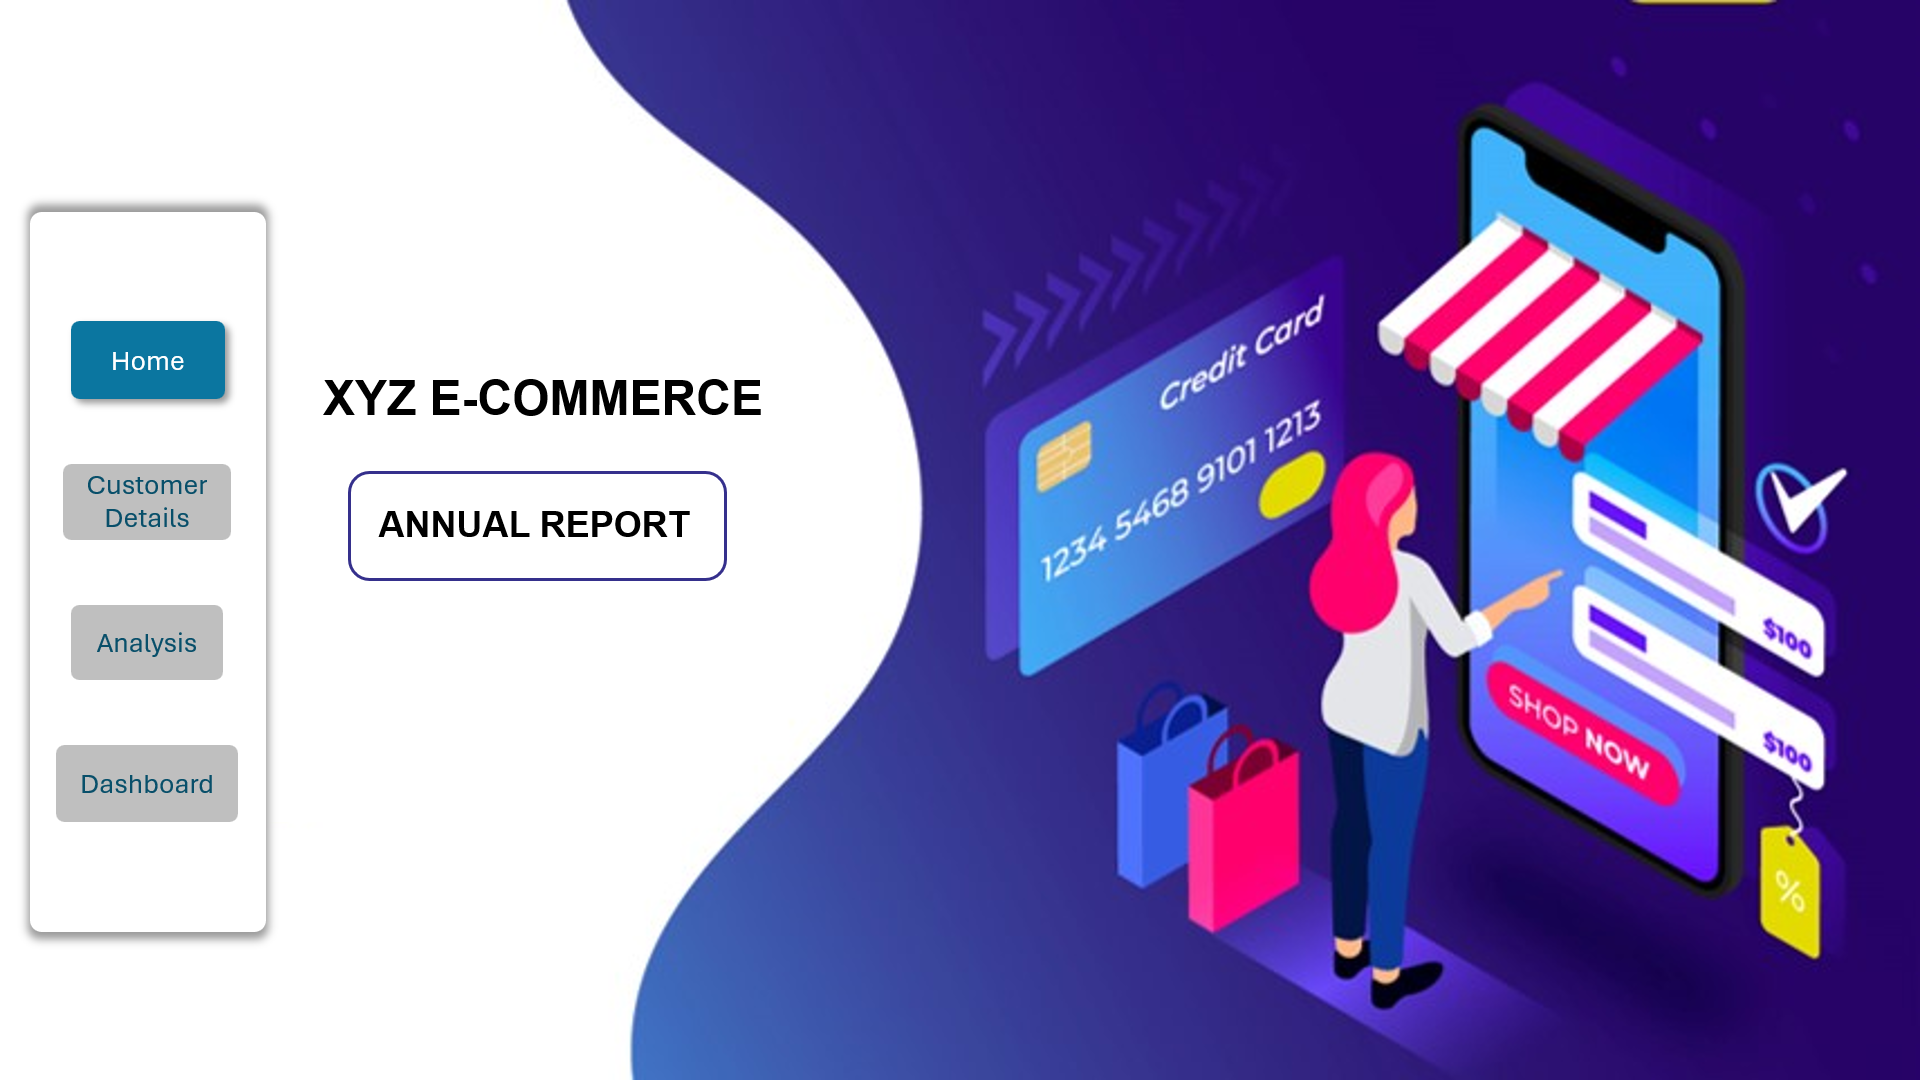 Home
Customer
Details
Analysis
Dashboard
XYZ E-COMMERCE
ANNUAL REPORT
Credit Card
1234 5468 9101 1213
$100
$100
SHOP NOW
%